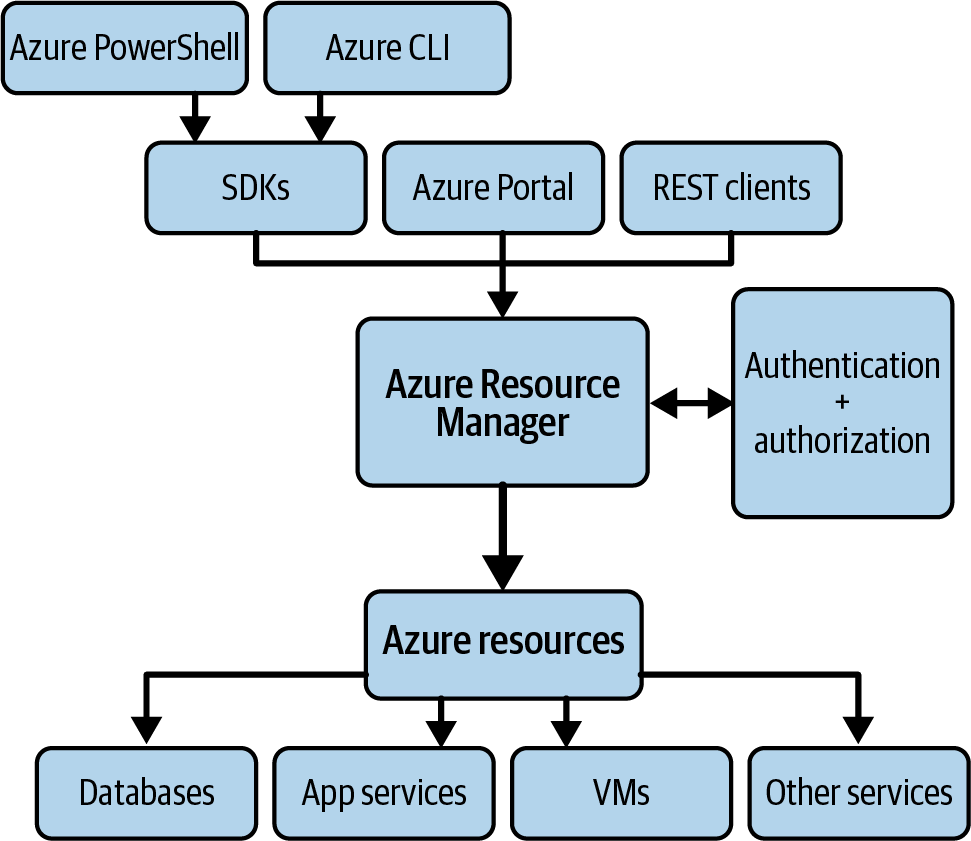 Azure PowerShell
Azure CLI
SDKs
Azure Portal
REST clients
Azure Resource
Manager
Authentication
+
authorization
Azure resources
Databases
App services
VMs
Other services